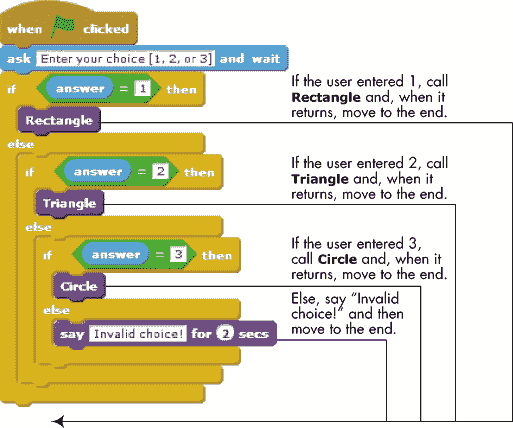 when clicked
ask Enter your choice [1, 2, or 3] and wait
if answer = 1 then
Rectangle
else
if answer = 2 then
Triangle
else
if answer = 3 then
Circle
else
say Invalid choice! for 2 secs
If the user entered 1, call
Rectangle and, when it
returns, move to the end.
If the user entered 2, call
Triangle and, when it
returns, move to the end.
If the user entered 3,
call Circle and, when it
returns, move to the end.
Else, say “Invalid
choice!” and then
move to the end.